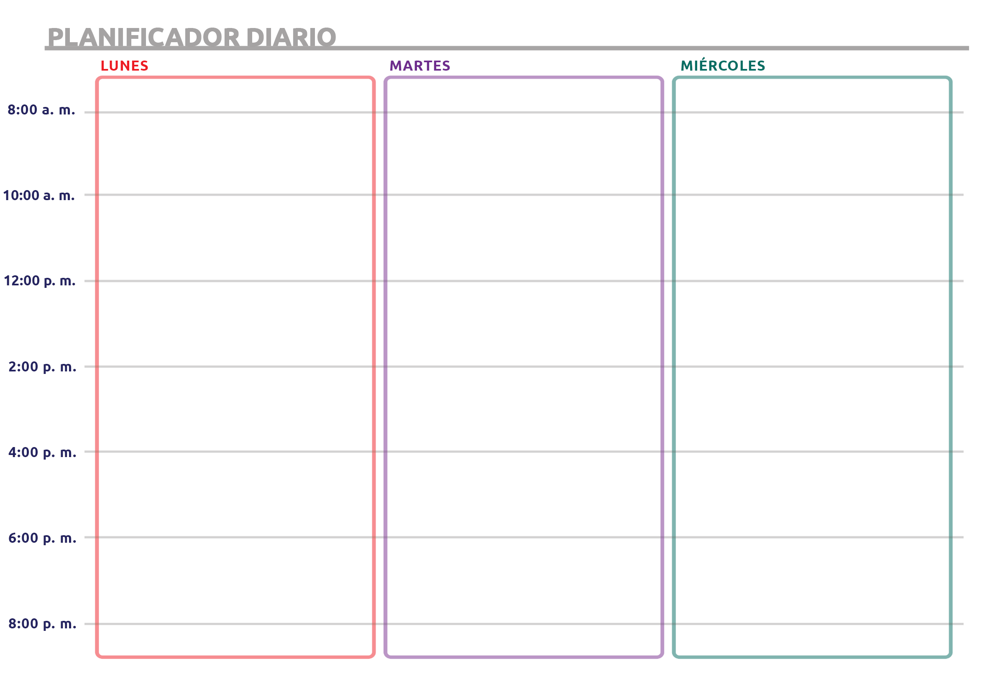 PLANIFICADOR DIARIO
LUNES
MARTES
MIÉRCOLES
8:00 a. m.
10:00 a. m.
12:00 p. m.
2:00 p. m.
4:00 p. m.
6:00 p. m.
8:00 p. m.